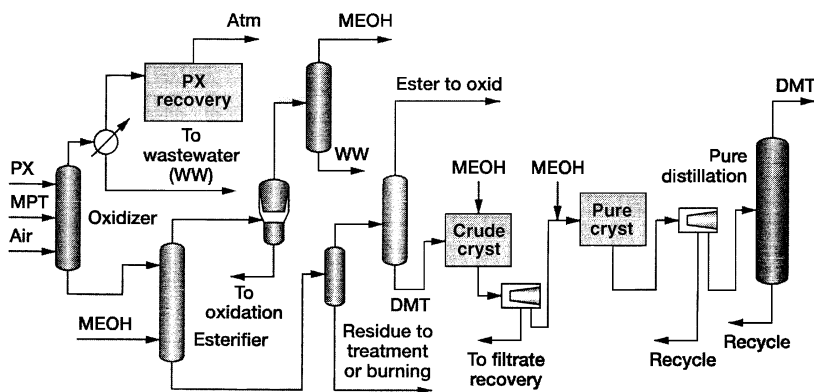 Atm
MEOH
PX
recovery
Ester to oxid
DMT
To
wastewater
(WW)
WW
MEOH
MEOH
Pure
distillation
PX
MPT
Air
Oxidizer
Crude
cryst
Pure
cryst
To
oxidation
DMT
MEOH
Esterifier
Residue to
treatment
or burning
To filtrate
recovery
Recycle
Recycle